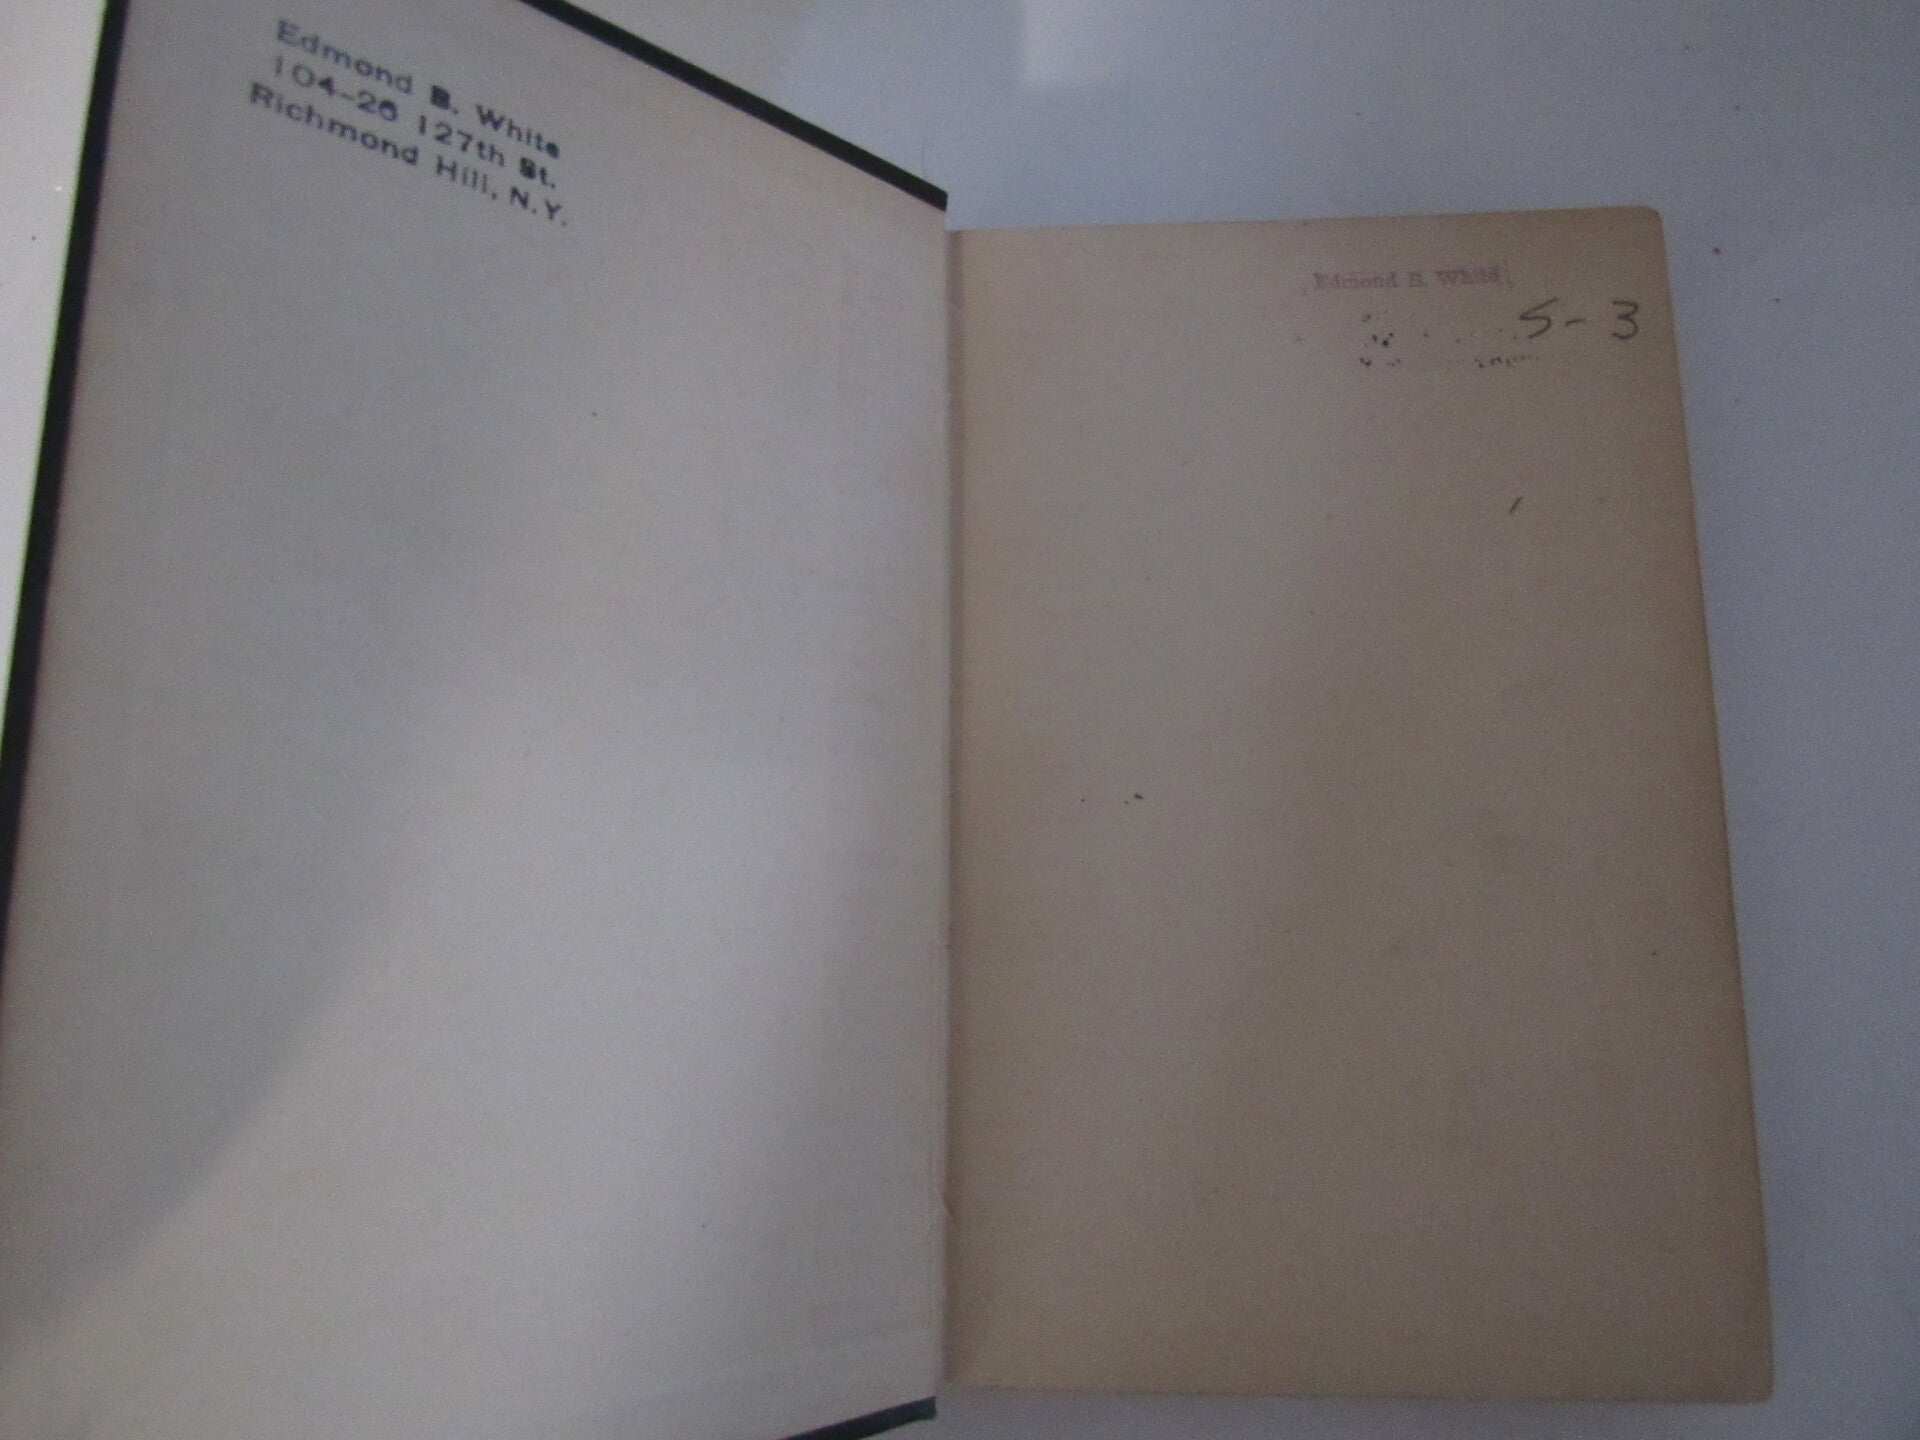 Edmond B. White
104-26 127th St.
Richmond Hill, N.Y.
Edmond B. White
5-3